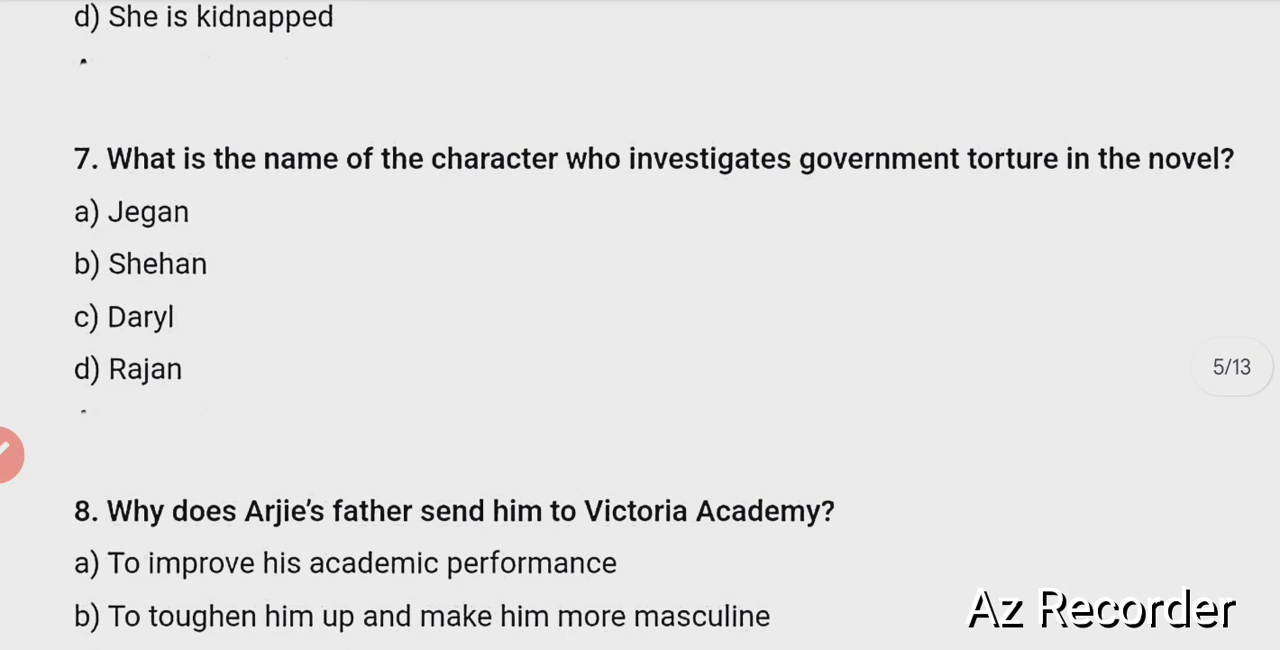 d) She is kidnapped
7. What is the name of the character who investigates government torture in the novel?
a) Jegan
b) Shehan
c) Daryl
d) Rajan
5/13
8. Why does Arjie’s father send him to Victoria Academy?
a) To improve his academic performance
b) To toughen him up and make him more masculine
Az Recorder